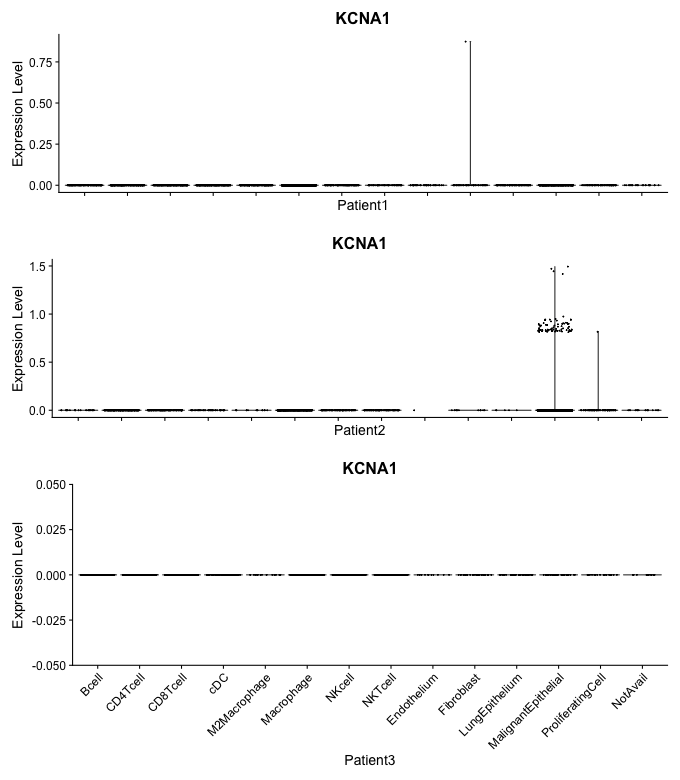 KCNA1
Expression Level
0.75
0.50
0.25
0.00
Patient1
KCNA1
Expression Level
1.5
1.0
0.5
0.0
Patient2
KCNA1
Expression Level
0.050
0.025
0.000
-0.025
-0.050
Bcell
CD4Tcell
CD8Tcell
cDC
M2Macrophage
Macrophage
NKcell
NKTcell
Endothelium
Fibroblast
LungEpithelium
MalignantEpithelial
ProliferatingCell
NotAvail
Patient3